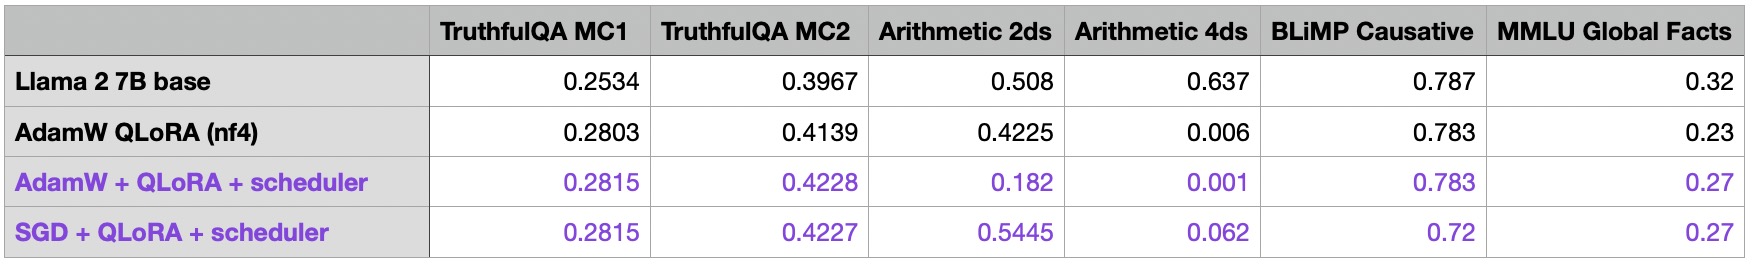 TruthfulQA MC1 TruthfulQA MC2 Arithmetic 2ds Arithmetic 4ds BLiMP Causative MMLU Global Facts
Llama 2 7B base 0.2534 0.3967 0.508 0.637 0.787 0.32
AdamW QLoRA (nf4) 0.2803 0.4139 0.4225 0.006 0.783 0.23
AdamW + QLoRA + scheduler 0.2815 0.4228 0.182 0.001 0.783 0.27
SGD + QLoRA + scheduler 0.2815 0.4227 0.5445 0.062 0.72 0.27